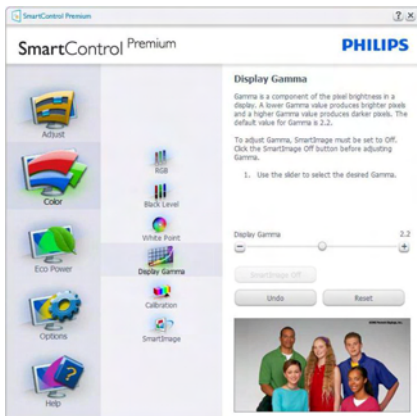 SmartControl Premium
SmartControl Premium
PHILIPS
Adjust
Color
Eco Power
Options
Help
RGB
Black Level
White Point
Display Gamma
Calibration
SmartImage
Display Gamma
Gamma is a component of the pixel brightness in a
display. A lower Gamma value produces brighter pixels
and a higher Gamma value produces darker pixels. The
default value for Gamma is 2.2.
To adjust Gamma, SmartImage must be set to Off.
Click the SmartImage Off button before adjusting
Gamma.
1. Use the slider to select the desired Gamma.
Display Gamma 2.2
SmartImage Off
Undo Reset